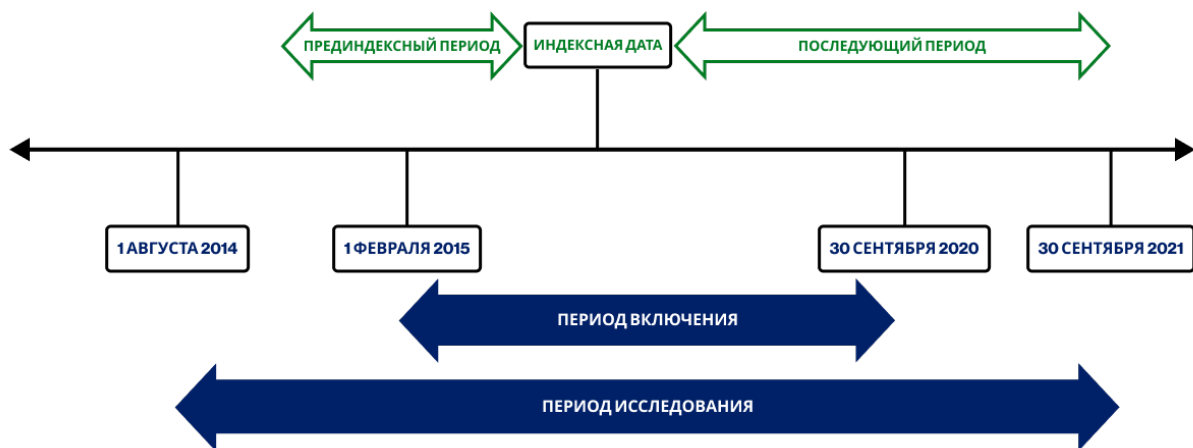 ПРЕДИНДЕКСНЫЙ ПЕРИОД
ИНДЕКСНАЯ ДАТА
ПОСЛЕДУЮЩИЙ ПЕРИОД
1 АВГУСТА 2014
1 ФЕВРАЛЯ 2015
30 СЕНТЯБРЯ 2020
30 СЕНТЯБРЯ 2021
ПЕРИОД ВКЛЮЧЕНИЯ
ПЕРИОД ИССЛЕДОВАНИЯ